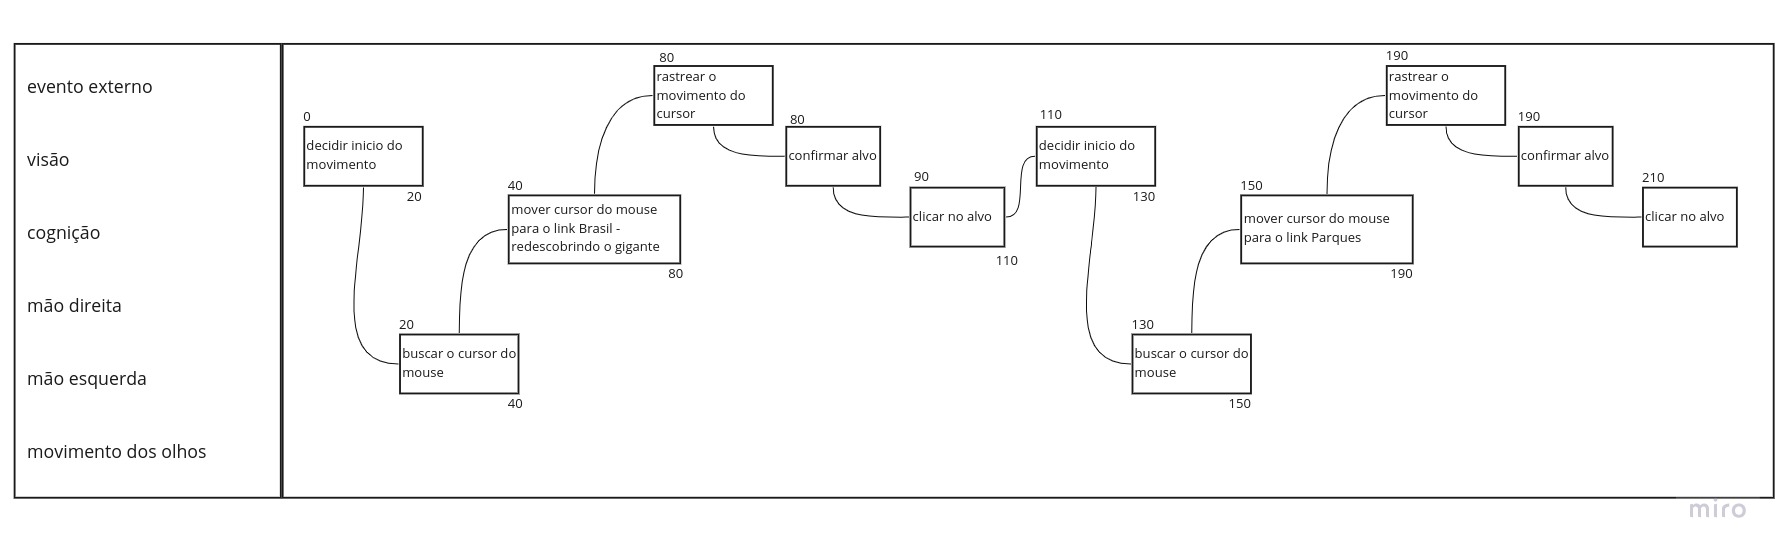 evento externo
visão
cognição
mão direita
mão esquerda
movimento dos olhos
0
decidir inicio do
movimento
20
20
buscar o cursor do
mouse
40
40
mover cursor do mouse
para o link Brasil -
redescobrindo o gigante
80
80
rastrear o
movimento do
cursor
80
confirmar alvo
90
clicar no alvo
110
110
decidir inicio do
movimento
130
130
buscar o cursor do
mouse
150
150
mover cursor do mouse
para o link Parques
190
190
rastrear o
movimento do
cursor
190
confirmar alvo
210
clicar no alvo
miro